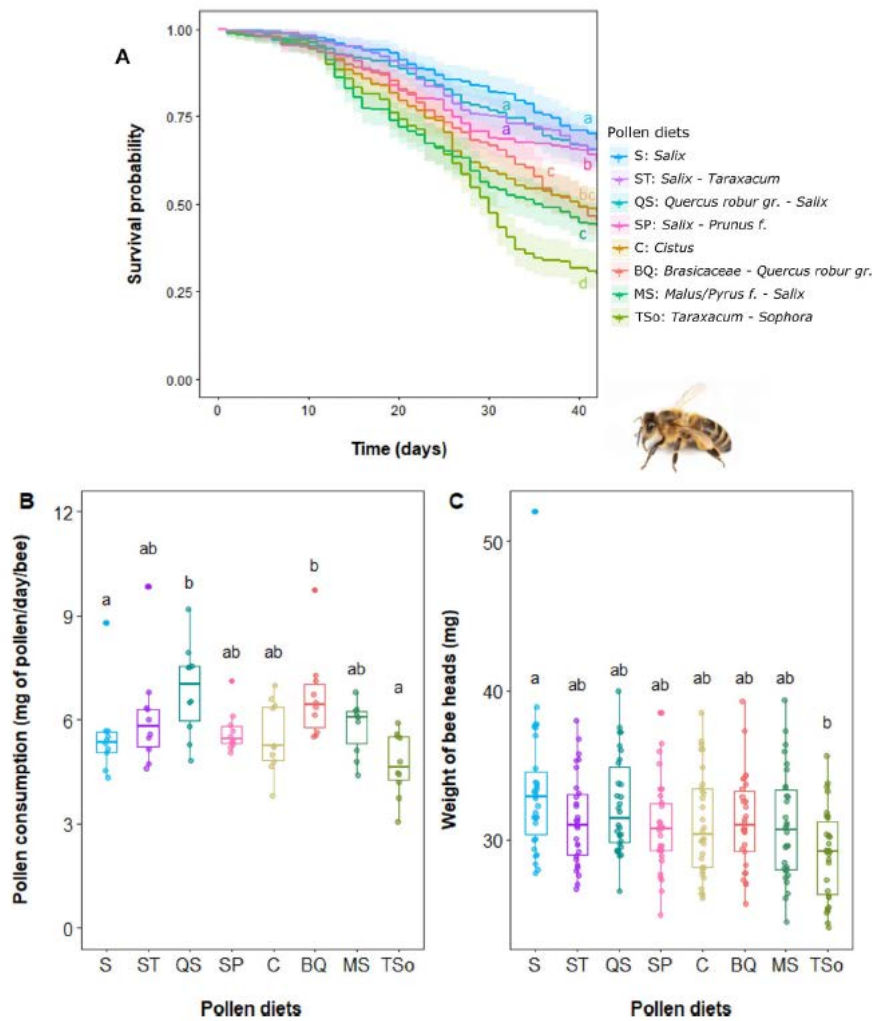 A
1.00
0.75
0.50
0.25
0.00
Survival probability
a
a
a
b
c
bc
c
d
0 10 20 30 40
Time (days)
Pollen diets
S: Salix
ST: Salix - Taraxacum
QS: Quercus robur gr. - Salix
SP: Salix - Prunus f.
C: Cistus
BQ: Brasicaceae - Quercus robur gr.
MS: Malus/Pyrus f. - Salix
TSo: Taraxacum - Sophora
B
12
9
6
3
0
Pollen consumption (mg of pollen/day/bee)
a ab b ab ab b ab a
S ST QS SP C BQ MS TSo
Pollen diets
C
50
40
30
Weight of bee heads (mg)
a ab ab ab ab ab ab b
S ST QS SP C BQ MS TSo
Pollen diets